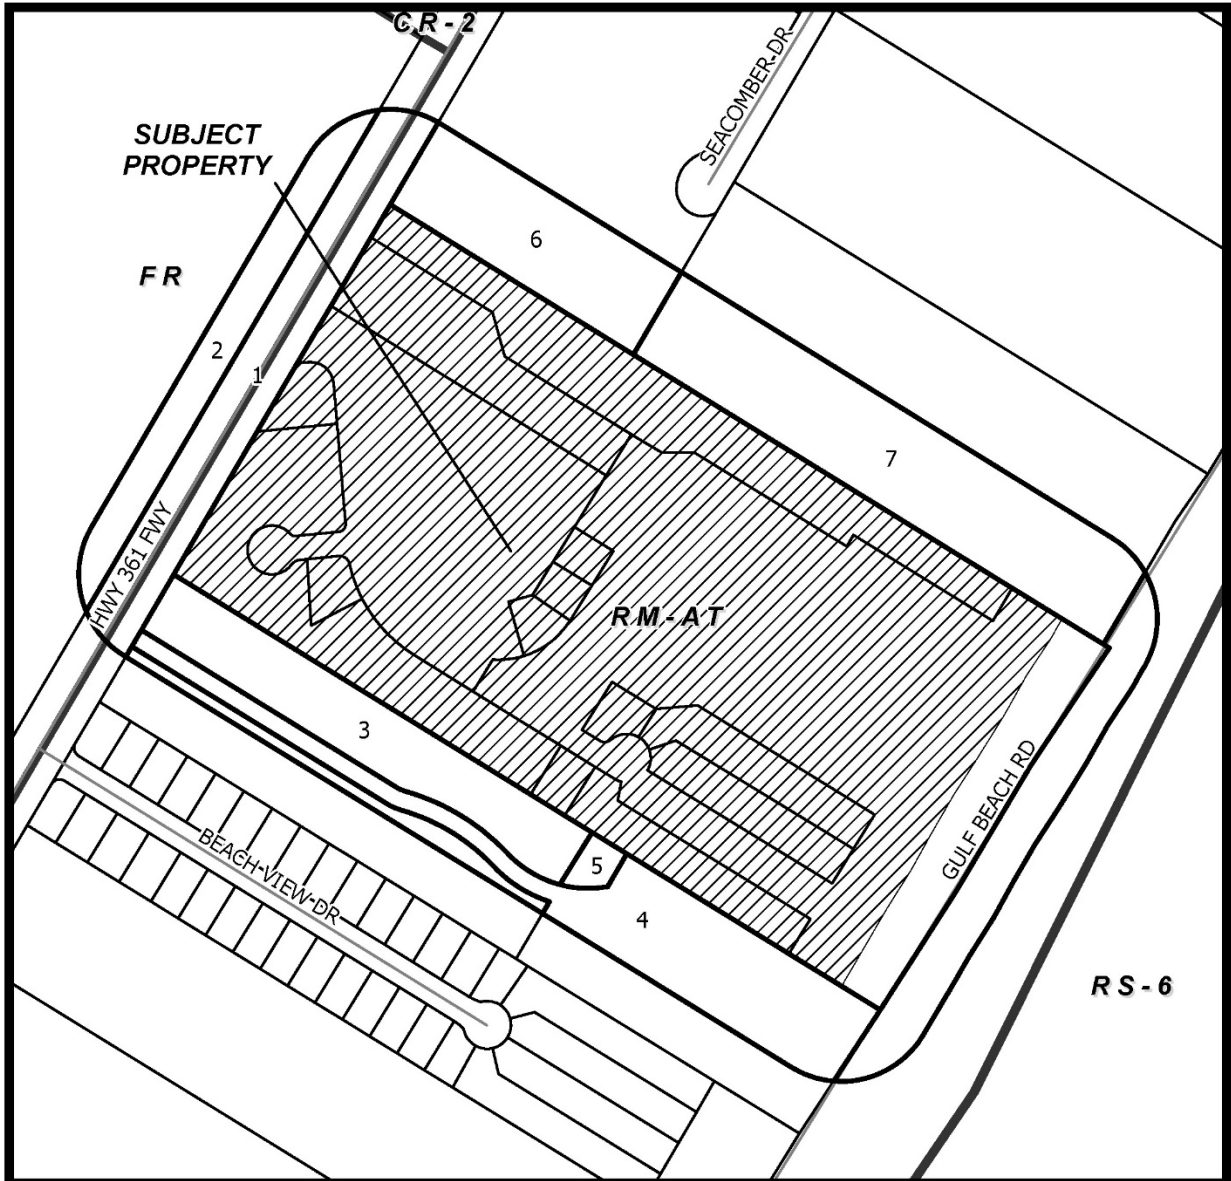 CR-2
SEACOMBER-DR
SUBJECT
PROPERTY
6
FR
2
1
7
HWY 361 FWY
RM-AT
3
GULF BEACH RD
BEACH-VIEW-DR
5
4
RS-6